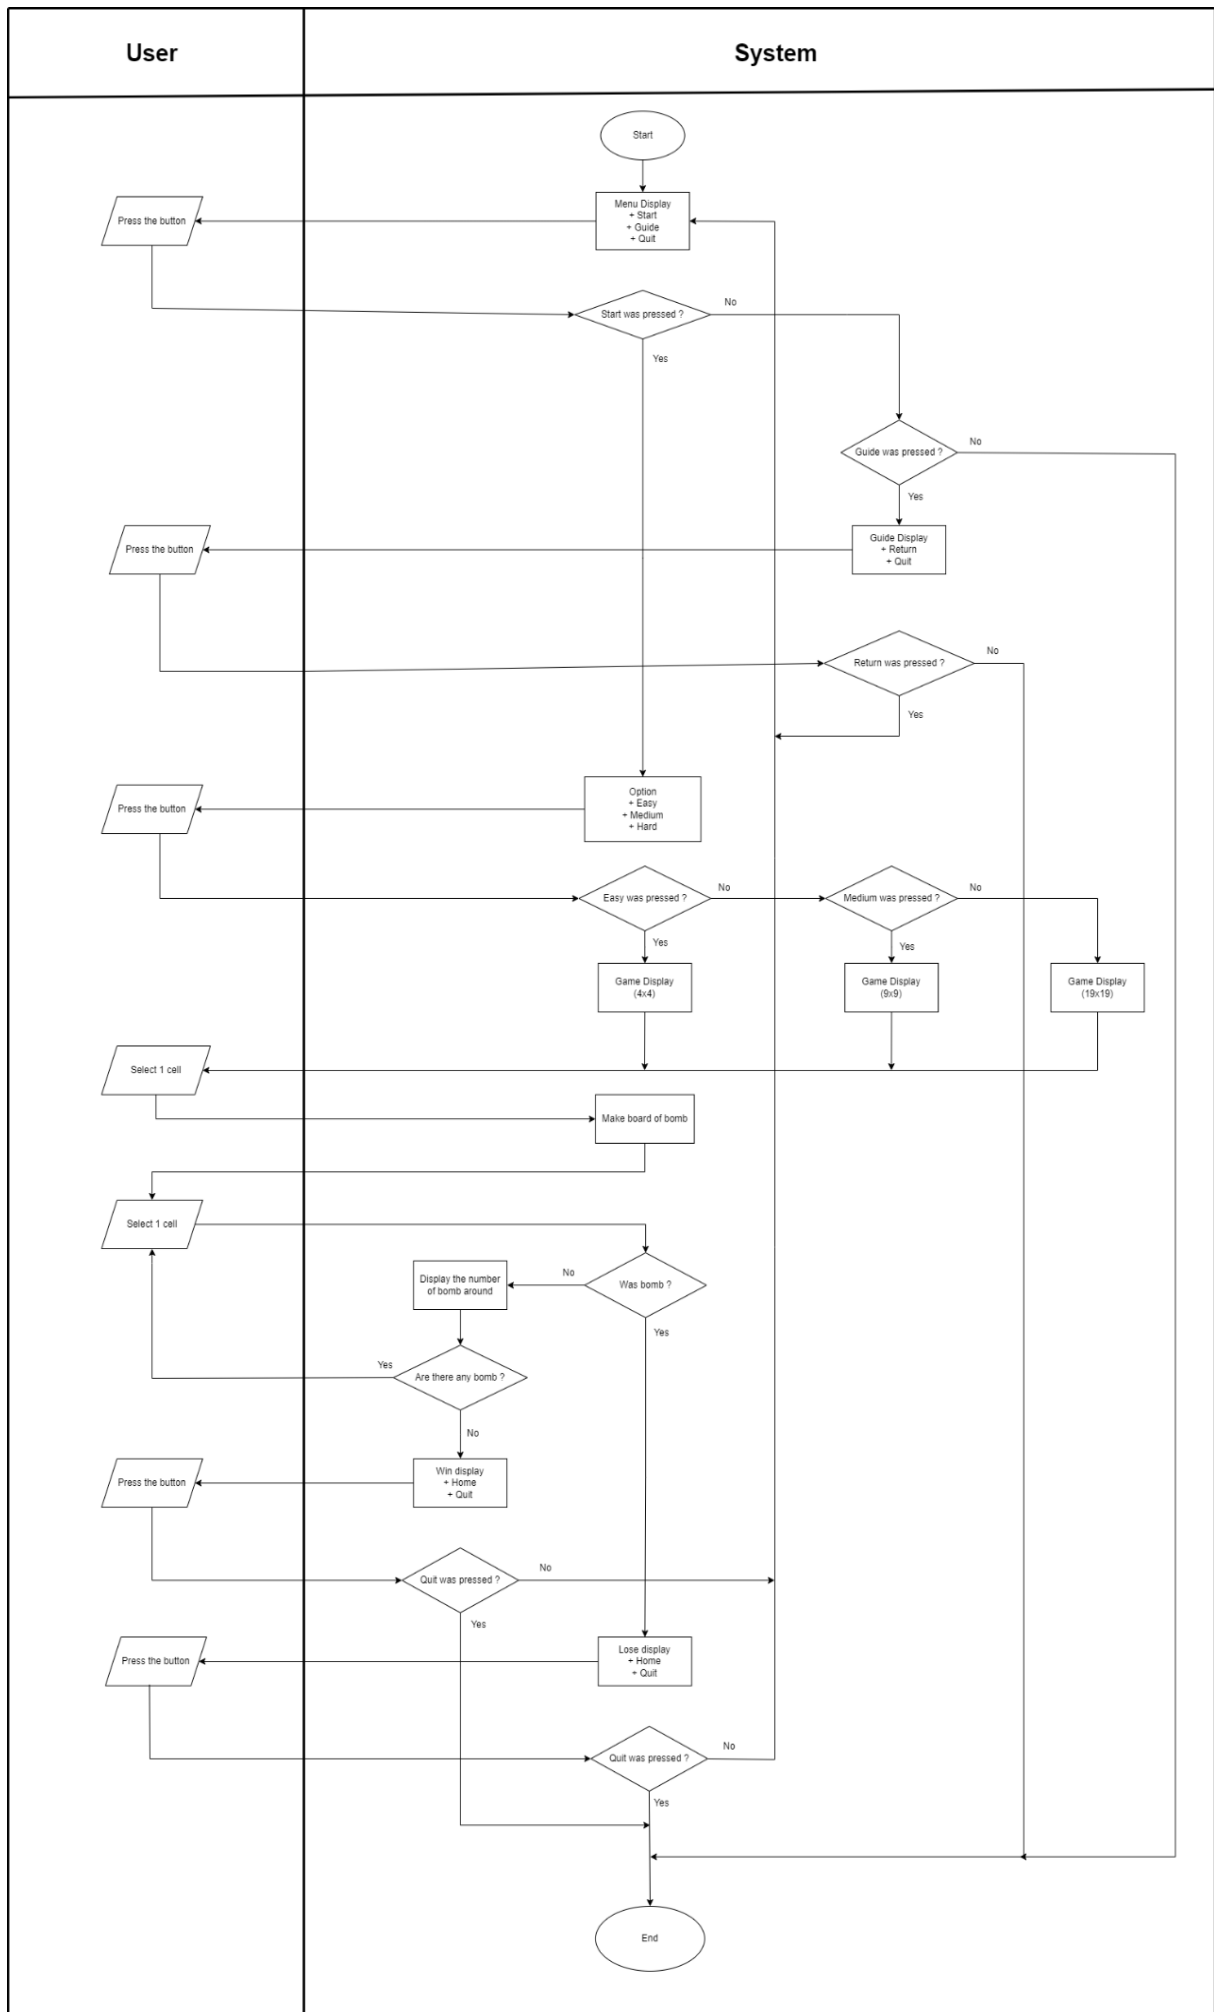 User
System
Start
Press the button
Menu Display
+ Start
+ Guide
+ Quit
Start was pressed ?
No
Yes
Guide was pressed ?
No
Yes
Press the button
Guide Display
+ Return
+ Quit
Return was pressed ?
No
Yes
Press the button
Option
+ Easy
+ Medium
+ Hard
Easy was pressed ?
No
Medium was pressed ?
No
Yes
Yes
Game Display
(4x4)
Game Display
(9x9)
Game Display
(19x19)
Select 1 cell
Make board of bomb
Select 1 cell
Display the number
of bomb around
No
Was bomb ?
Yes
Yes
Are there any bomb ?
No
Press the button
Win display
+ Home
+ Quit
Quit was pressed ?
No
Yes
Press the button
Lose display
+ Home
+ Quit
Quit was pressed ?
No
Yes
End